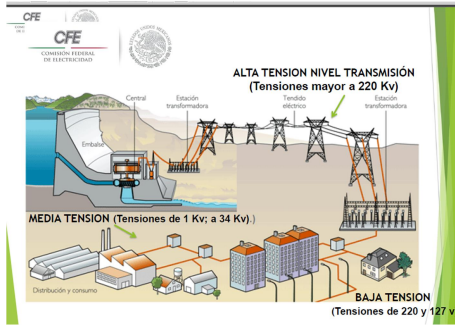 CFE
CFE
COMISIÓN FEDERAL
DE ELECTRICIDAD
ALTA TENSION NIVEL TRANSMISIÓN
(Tensiones mayor a 220 Kv)
Central
Estación
transformadora
Tendido
eléctrico
Estación
transformadora
Embalse
MEDIA TENSION (Tensiones de 1 Kv; a 34 Kv).)
Distribución y consumo
BAJA TENSION
(Tensiones de 220 y 127 v